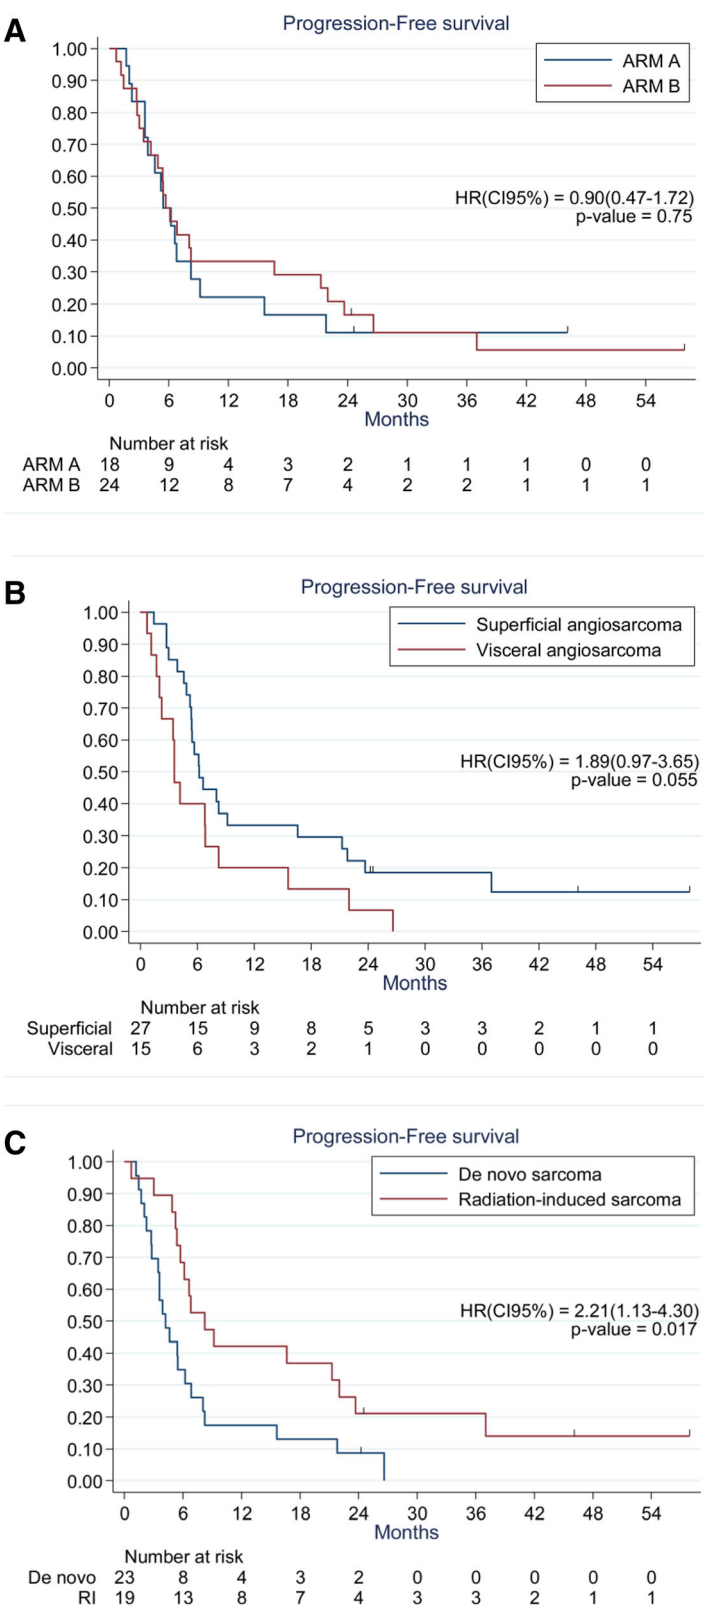 A
Progression-Free survival
1.00
0.90
0.80
0.70
0.60
0.50
0.40
0.30
0.20
0.10
0.00
ARM A
ARM B
HR(CI95%) = 0.90(0.47-1.72)
p-value = 0.75
0 6 12 18 24 30 36 42 48 54
Months
Number at risk
ARM A 18 9 4 3 2 1 1 1 0 0
ARM B 24 12 8 7 4 2 2 1 1 1
B
Progression-Free survival
1.00
0.90
0.80
0.70
0.60
0.50
0.40
0.30
0.20
0.10
0.00
Superficial angiosarcoma
Visceral angiosarcoma
HR(CI95%) = 1.89(0.97-3.65)
p-value = 0.055
0 6 12 18 24 30 36 42 48 54
Months
Number at risk
Superficial 27 15 9 8 5 3 3 2 1 1
Visceral 15 6 3 2 1 0 0 0 0 0
C
Progression-Free survival
1.00
0.90
0.80
0.70
0.60
0.50
0.40
0.30
0.20
0.10
0.00
De novo sarcoma
Radiation-induced sarcoma
HR(CI95%) = 2.21(1.13-4.30)
p-value = 0.017
0 6 12 18 24 30 36 42 48 54
Months
Number at risk
De novo 23 8 4 3 2 0 0 0 0 0
RI 19 13 8 7 4 3 3 2 1 1